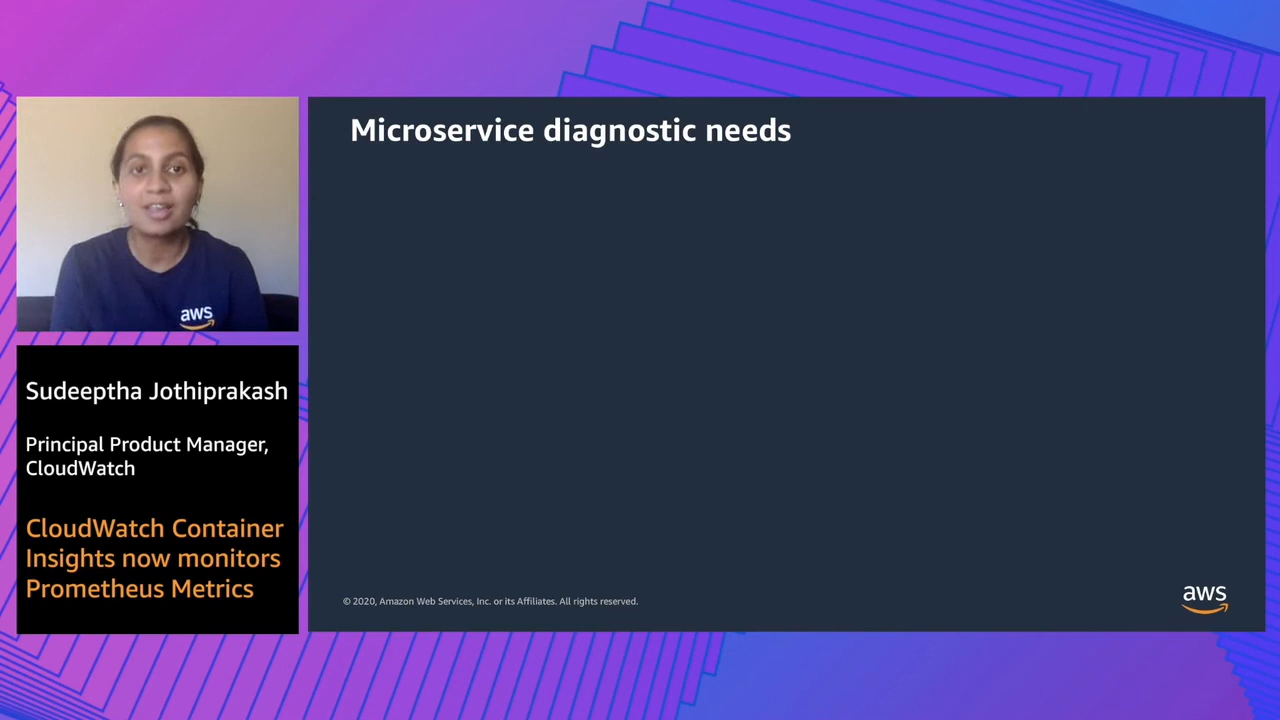 Microservice diagnostic needs
aws
Sudeeptha Jothiprakash
Principal Product Manager,
CloudWatch
CloudWatch Container
Insights now monitors
Prometheus Metrics
© 2020, Amazon Web Services, Inc. or its Affiliates. All rights reserved.
aws